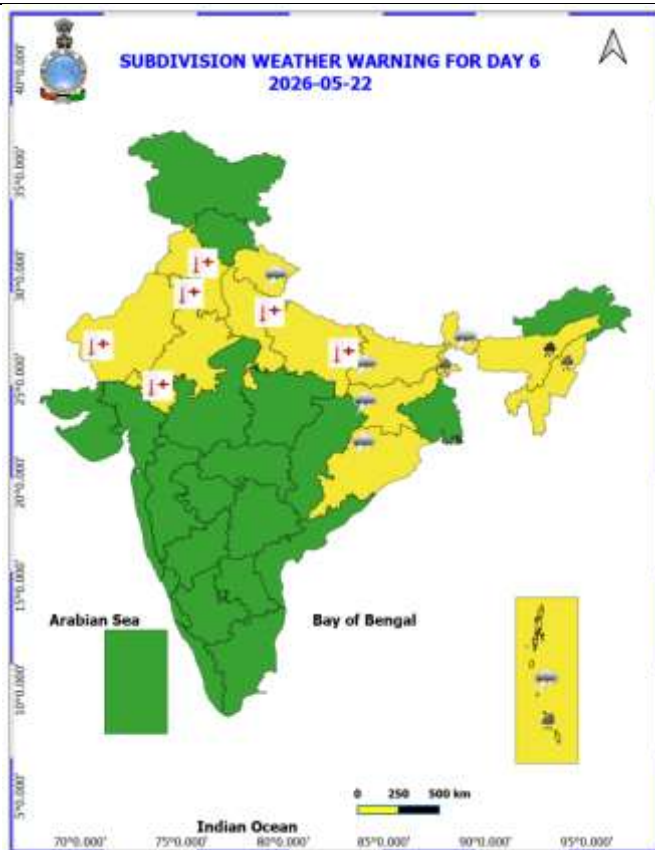 SUBDIVISION WEATHER WARNING FOR DAY 6
2026-05-22
40°0.000'
35°0.000'
30°0.000'
25°0.000'
20°0.000'
15°0.000'
10°0.000'
5°0.000'
Arabian Sea
Bay of Bengal
0 250 500 km
Indian Ocean
70°0.000' 75°0.000' 80°0.000' 85°0.000' 90°0.000' 95°0.000'